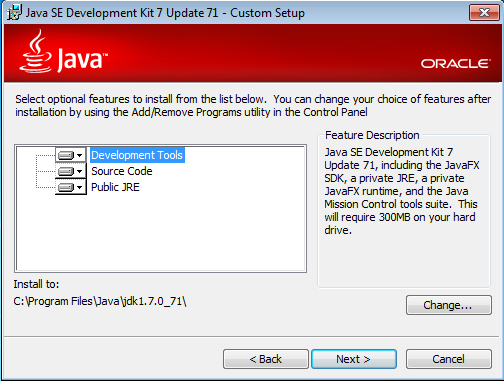 Java SE Development Kit 7 Update 71 - Custom Setup
Java™
ORACLE
Select optional features to install from the list below. You can change your choice of features after
installation by using the Add/Remove Programs utility in the Control Panel
Development Tools
Source Code
Public JRE
Feature Description
Java SE Development Kit 7
Update 71, including the JavaFX
SDK, a private JRE, a private
JavaFX runtime, and the Java
Mission Control tools suite. This
will require 300MB on your hard
drive.
Install to:
C:\Program Files\Java\jdk1.7.0_71\
Change...
< Back
Next >
Cancel